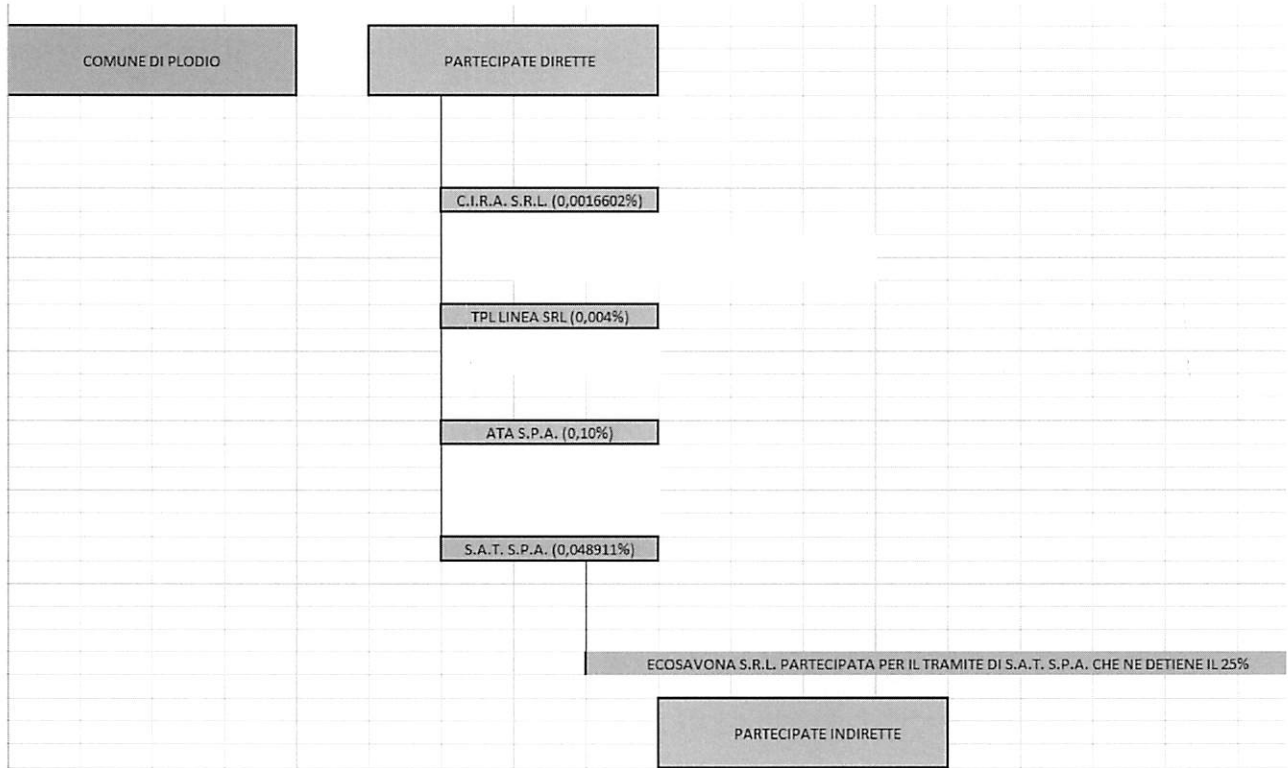 COMUNE DI PLODIO
PARTECIPATE DIRETTE
C.I.R.A. S.R.L. (0,0016602%)
TPL LINEA SRL (0,004%)
ATA S.P.A. (0,10%)
S.A.T. S.P.A. (0,048911%)
ECOSAVONA S.R.L. PARTECIPATA PER IL TRAMITE DI S.A.T. S.P.A. CHE NE DETIENE IL 25%
PARTECIPATE INDIRETTE